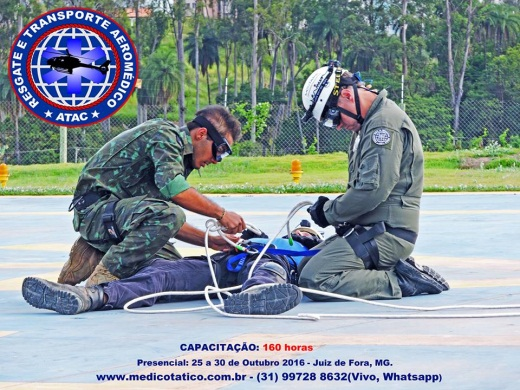 RESGATE E TRANSPORTE AEROMÉDICO
ATAC
★ ATAC ★
CAPACITAÇÃO: 160 horas
Presencial: 25 a 30 de Outubro 2016 - Juiz de Fora, MG.
www.medicotatico.com.br - (31) 99728 8632(Vivo, Whatsapp)